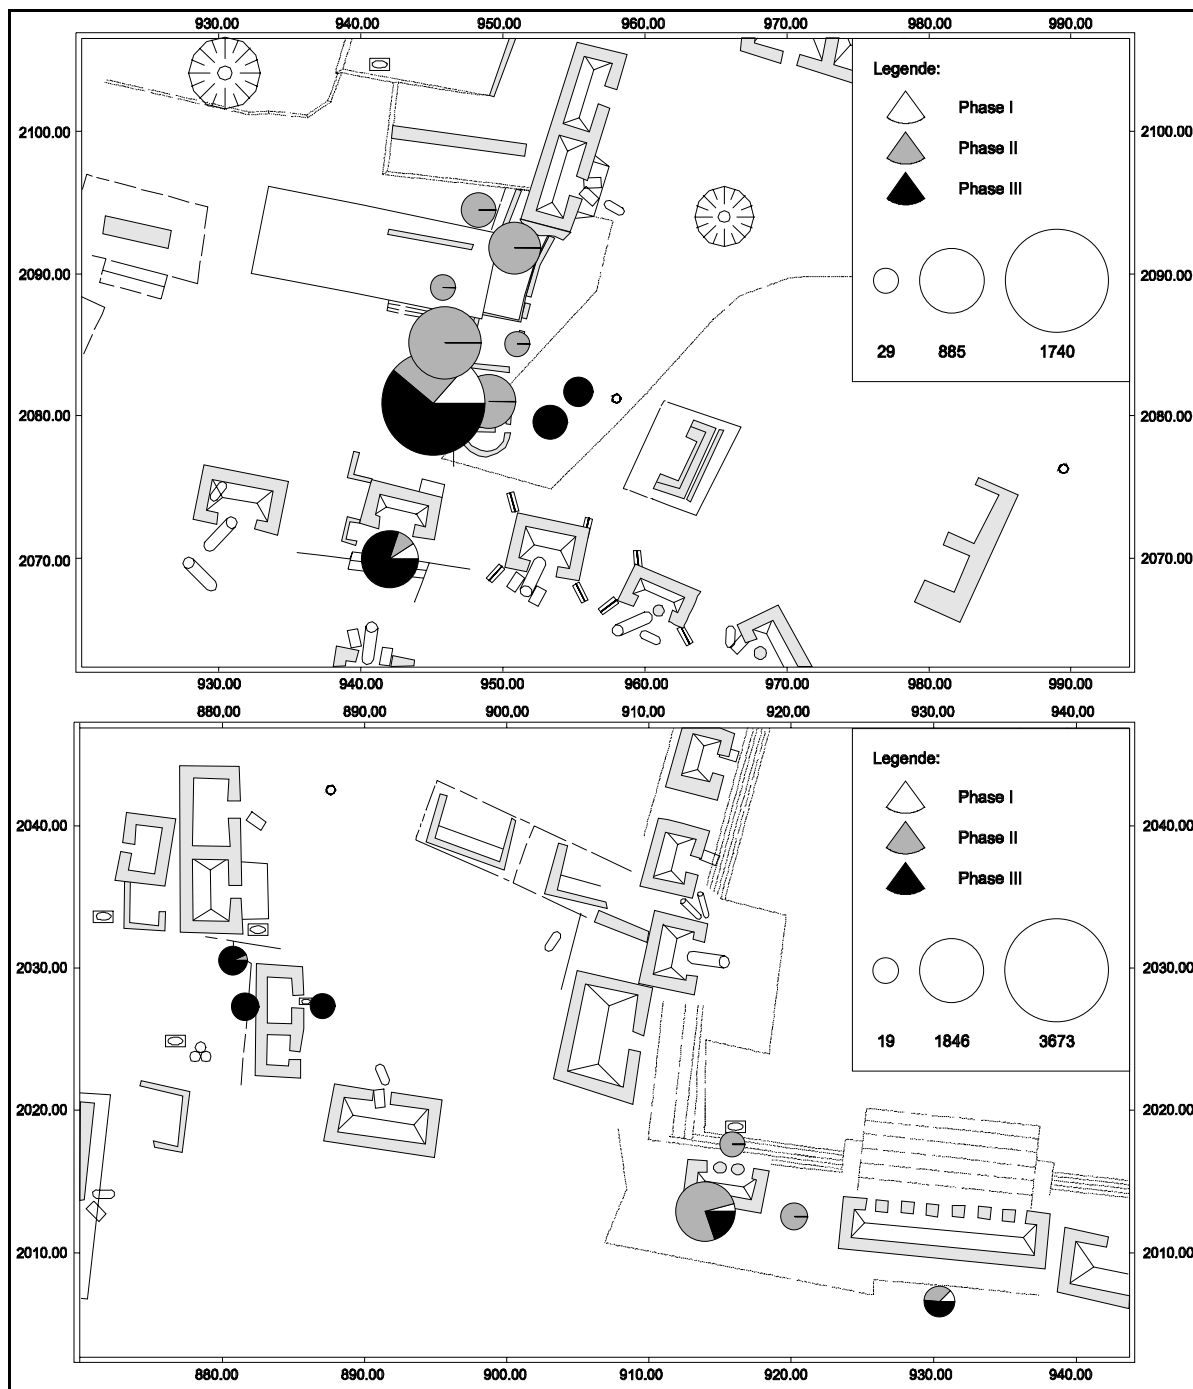 930.00 940.00 950.00 960.00 970.00 980.00 990.00
Legende:
Phase I
2100.00 2100.00
Phase II
Phase III
2090.00 2090.00
29 885 1740
2080.00 2080.00
2070.00 2070.00
930.00 940.00 950.00 960.00 970.00 980.00 990.00
880.00 890.00 900.00 910.00 920.00 930.00 940.00
Legende:
Phase I
2040.00 2040.00
Phase II
Phase III
2030.00 2030.00
19 1846 3673
2020.00 2020.00
2010.00 2010.00
880.00 890.00 900.00 910.00 920.00 930.00 940.00